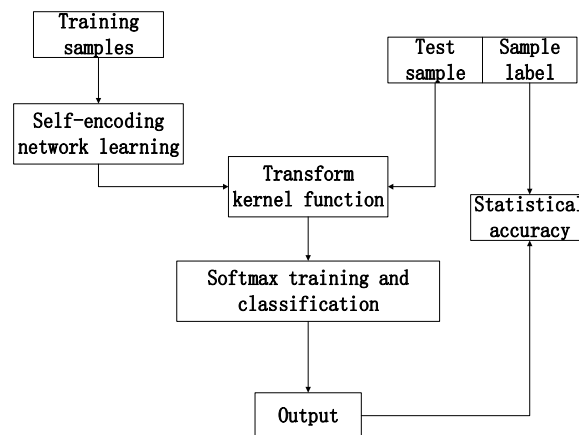 Training
samples
Test
sample
Sample
label
Self-encoding
network learning
Transform
kernel function
Statistical
accuracy
Softmax training and
classification
Output